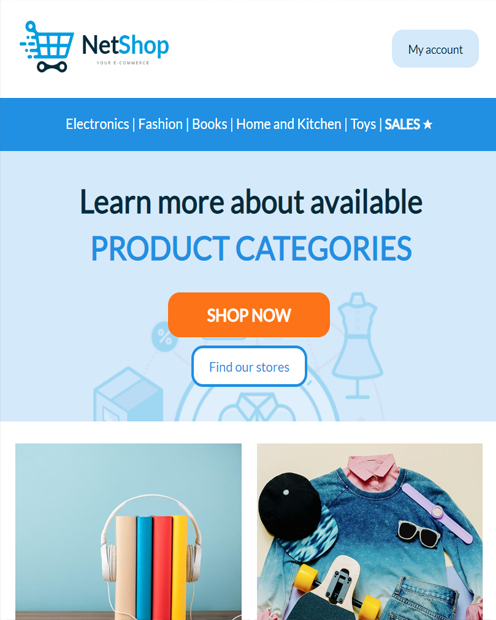 NetShop
YOUR E-COMMERCE
My account
Electronics | Fashion | Books | Home and Kitchen | Toys | SALES ★
Learn more about available
PRODUCT CATEGORIES
SHOP NOW
Find our stores
%